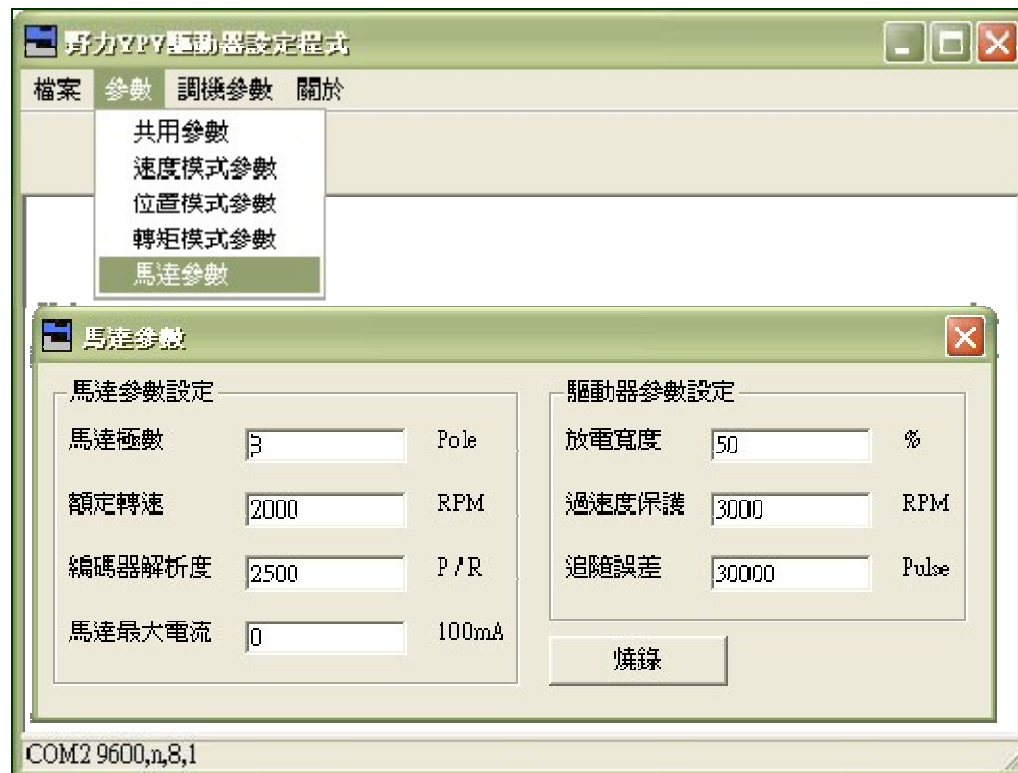 野力YPV驅動器設定程式
檔案 參數 調機參數 關於
共用參數
速度模式參數
位置模式參數
轉矩模式參數
馬達參數
馬達參數
馬達參數設定
馬達極數 Pole
額定轉速 2000 RPM
編碼器解析度 2500 P/R
馬達最大電流 0 100mA
驅動器參數設定
放電寬度 50 %
過速度保護 3000 RPM
追隨誤差 30000 Pulse
燒錄
COM2 9600,n,8,1